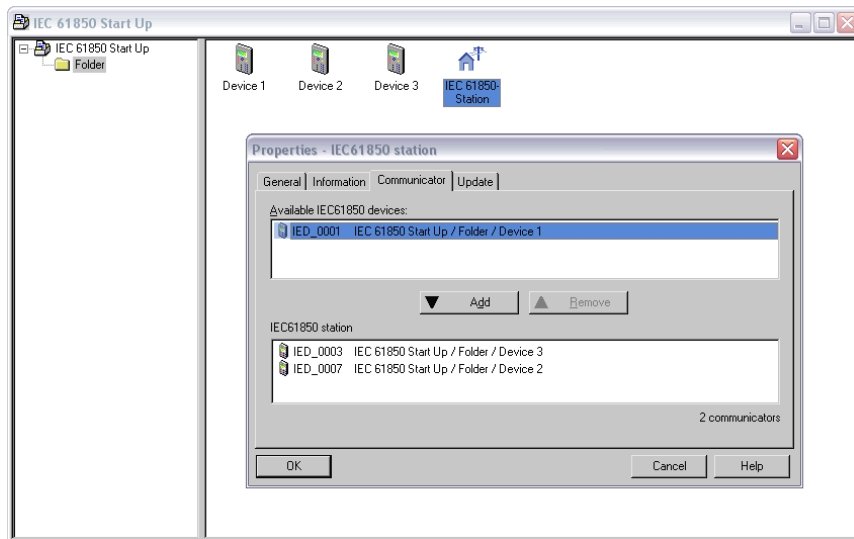 IEC 61850 Start Up
IEC 61850 Start Up
Folder
Device 1
Device 2
Device 3
IEC 61850-
Station
Properties - IEC61850 station
General
Information
Communicator
Update
Available IEC61850 devices:
IED_0001 IEC 61850 Start Up / Folder / Device 1
Add
Remove
IEC61850 station
IED_0003 IEC 61850 Start Up / Folder / Device 3
IED_0007 IEC 61850 Start Up / Folder / Device 2
2 communicators
OK
Cancel
Help